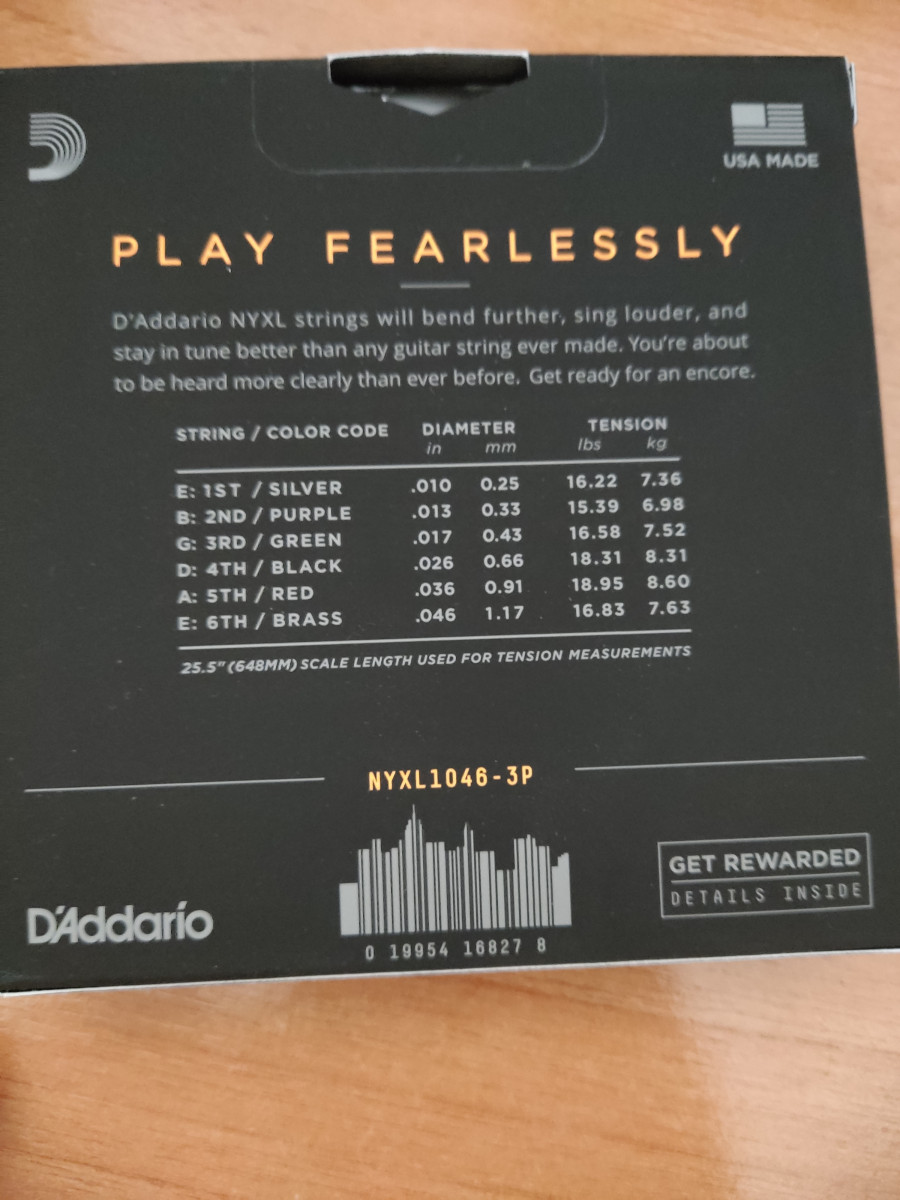 USA MADE
PLAY FEARLESSLY
D'Addario NYXL strings will bend further, sing louder, and
stay in tune better than any guitar string ever made. You're about
to be heard more clearly than ever before. Get ready for an encore.
STRING / COLOR CODE DIAMETER TENSION
in mm lbs kg
E: 1ST / SILVER .010 0.25 16.22 7.36
B: 2ND / PURPLE .013 0.33 15.39 6.98
G: 3RD / GREEN .017 0.43 16.58 7.52
D: 4TH / BLACK .026 0.66 18.31 8.31
A: 5TH / RED .036 0.91 18.95 8.60
E: 6TH / BRASS .046 1.17 16.83 7.63
25.5" (648MM) SCALE LENGTH USED FOR TENSION MEASUREMENTS
NYXL1046-3P
GET REWARDED
DETAILS INSIDE
D'Addario
0 19954 16827 8